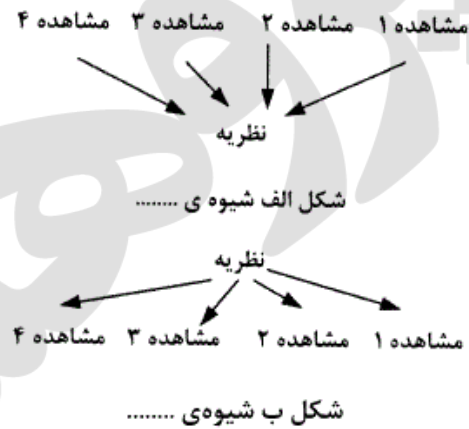 مشاهده ۱ مشاهده ۲ مشاهده ۳ مشاهده ۴
نظریه
شکل الف شیوه ی ........
نظریه
مشاهده ۱ مشاهده ۲ مشاهده ۳ مشاهده ۴
شکل ب شیوه‌ی ........